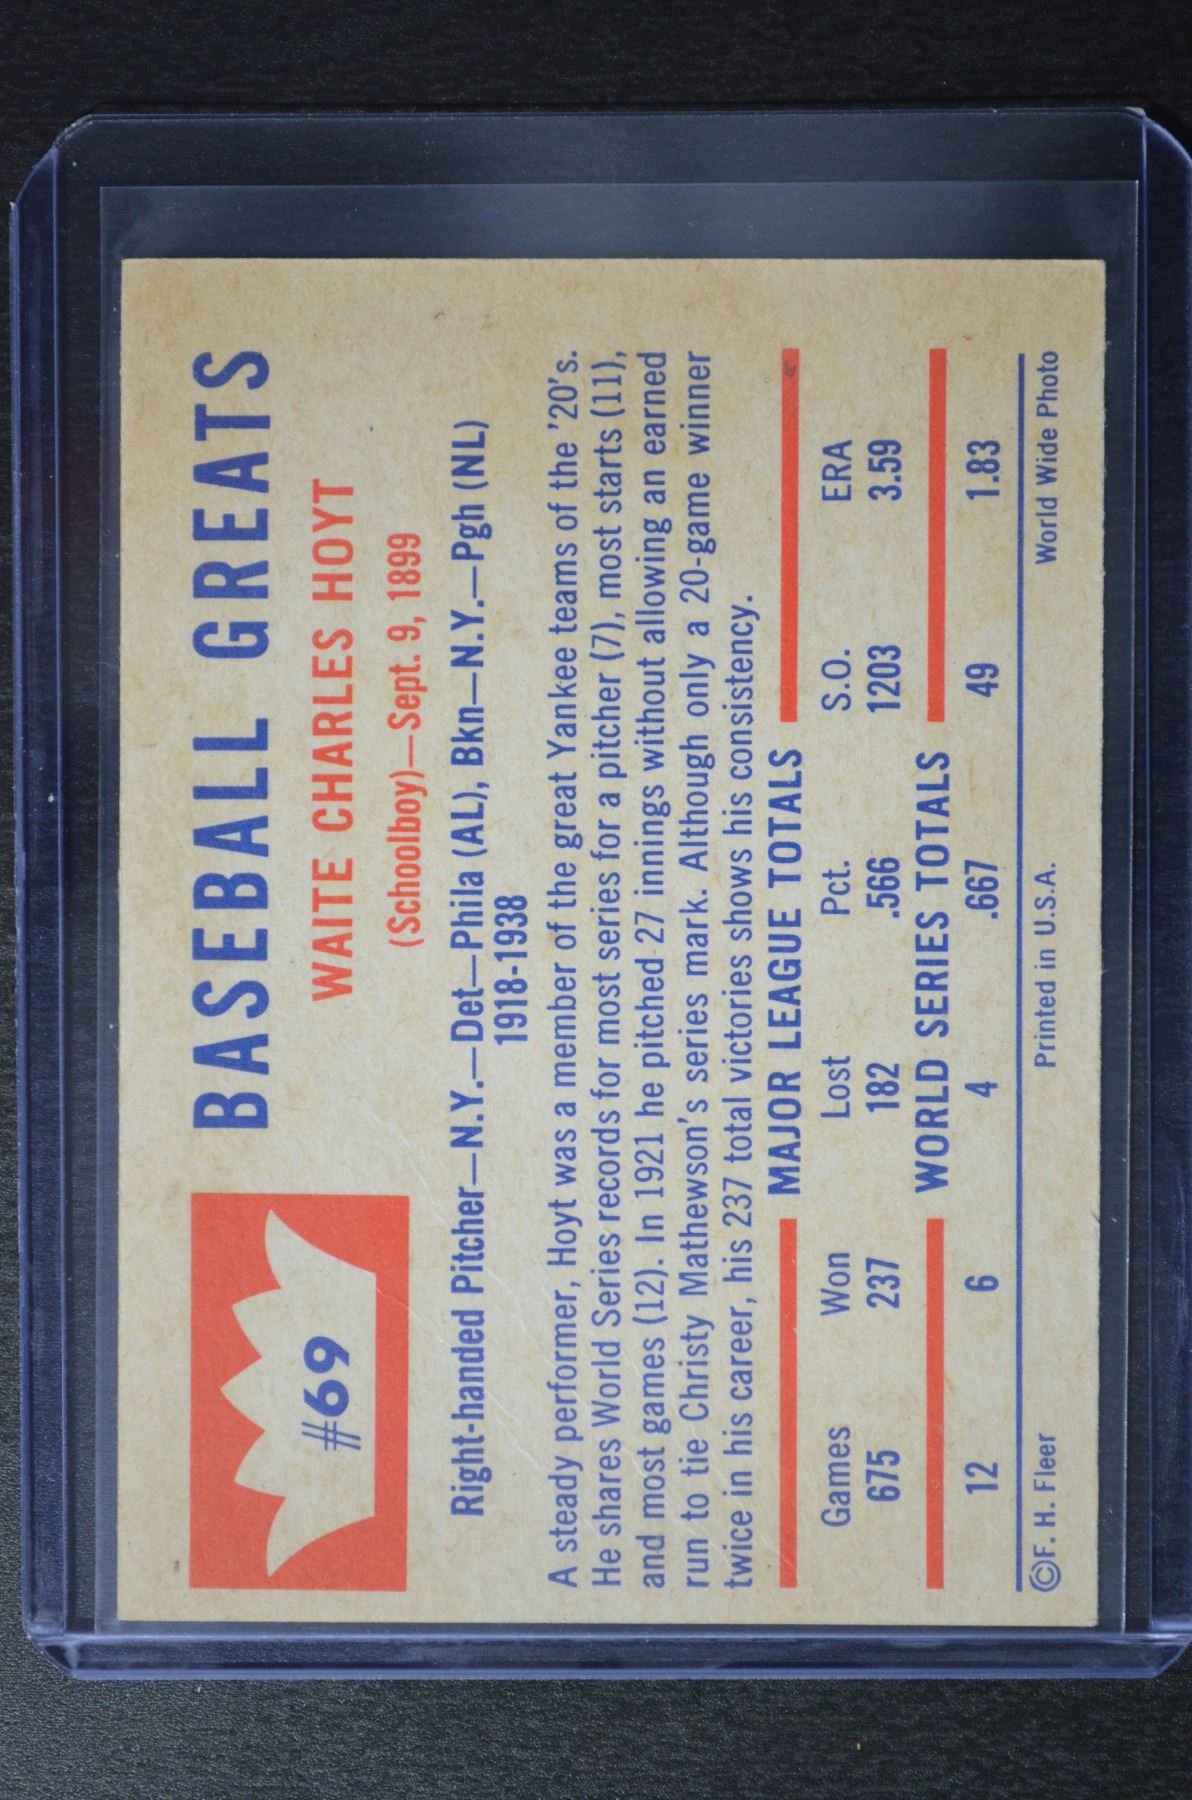 #69
BASEBALL GREATS
WAITE CHARLES HOYT
(Schoolboy)—Sept. 9, 1899
Right-handed Pitcher—N.Y.—Det—Phila (AL), Bkn—N.Y.—Pgh (NL)
1918-1938
A steady performer, Hoyt was a member of the great Yankee teams of the '20's.
He shares World Series records for most series for a pitcher (7), most starts (11),
and most games (12). In 1921 he pitched 27 innings without allowing an earned
run to tie Christy Mathewson's series mark. Although only a 20-game winner
twice in his career, his 237 total victories shows his consistency.
MAJOR LEAGUE TOTALS
Games Won Lost Pct. S.O. ERA
675 237 182 .566 1203 3.59
WORLD SERIES TOTALS
12 6 4 .667 49 1.83
©F. H. Fleer Printed in U.S.A. World Wide Photo